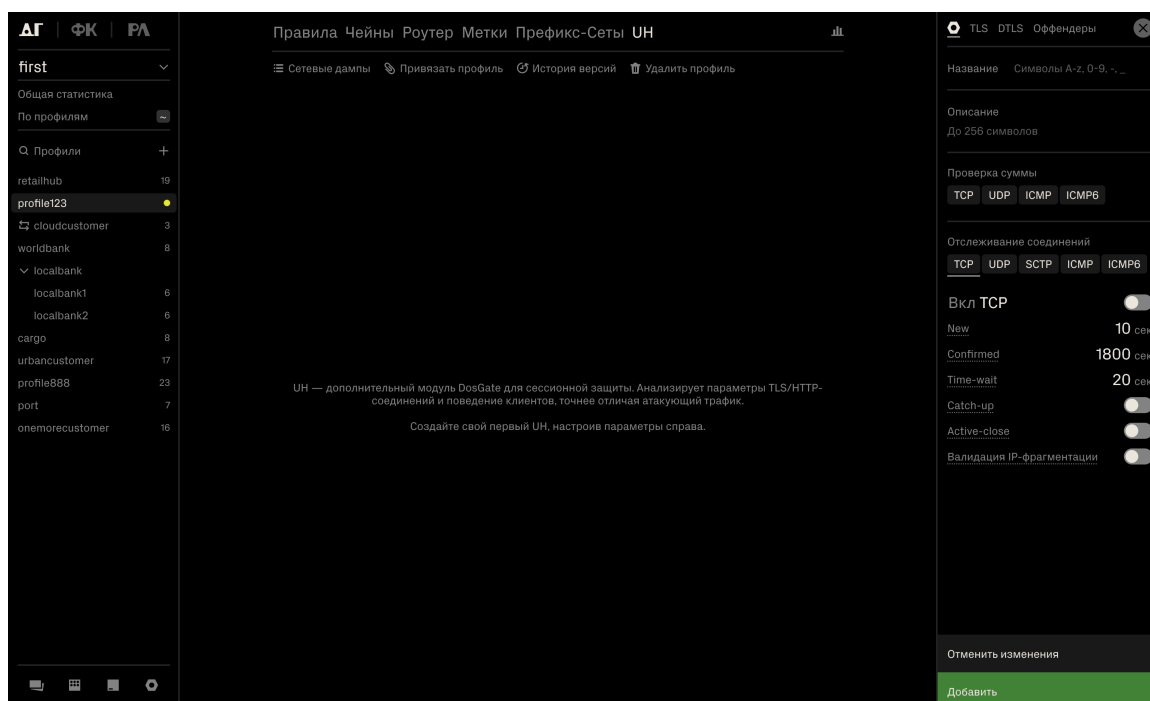 ДГ ФК РА
first
Общая статистика
По профилям ~
Профили +
retailhub 19
profile123
cloudcustomer 3
worldbank 8
localbank
localbank1 6
localbank2 6
cargo 8
urbancustomer 17
profile888 23
port 7
onemorecustomer 16
Правила Чейны Роутер Метки Префикс-Сеты UH
Сетевые дампы Привязать профиль История версий Удалить профиль
UH — дополнительный модуль DosGate для сессионной защиты. Анализирует параметры TLS/HTTP-
соединений и поведение клиентов, точнее отличая атакующий трафик.
Создайте свой первый UH, настроив параметры справа.
TLS DTLS Оффендеры
Название Символы A-z, 0-9, -, _
Описание
До 256 символов
Проверка суммы
TCP UDP ICMP ICMP6
Отслеживание соединений
TCP UDP SCTP ICMP ICMP6
Вкл TCP
New 10 сек
Confirmed 1800 сек
Time-wait 20 сек
Catch-up
Active-close
Валидация IP-фрагментации
Отменить изменения
Добавить